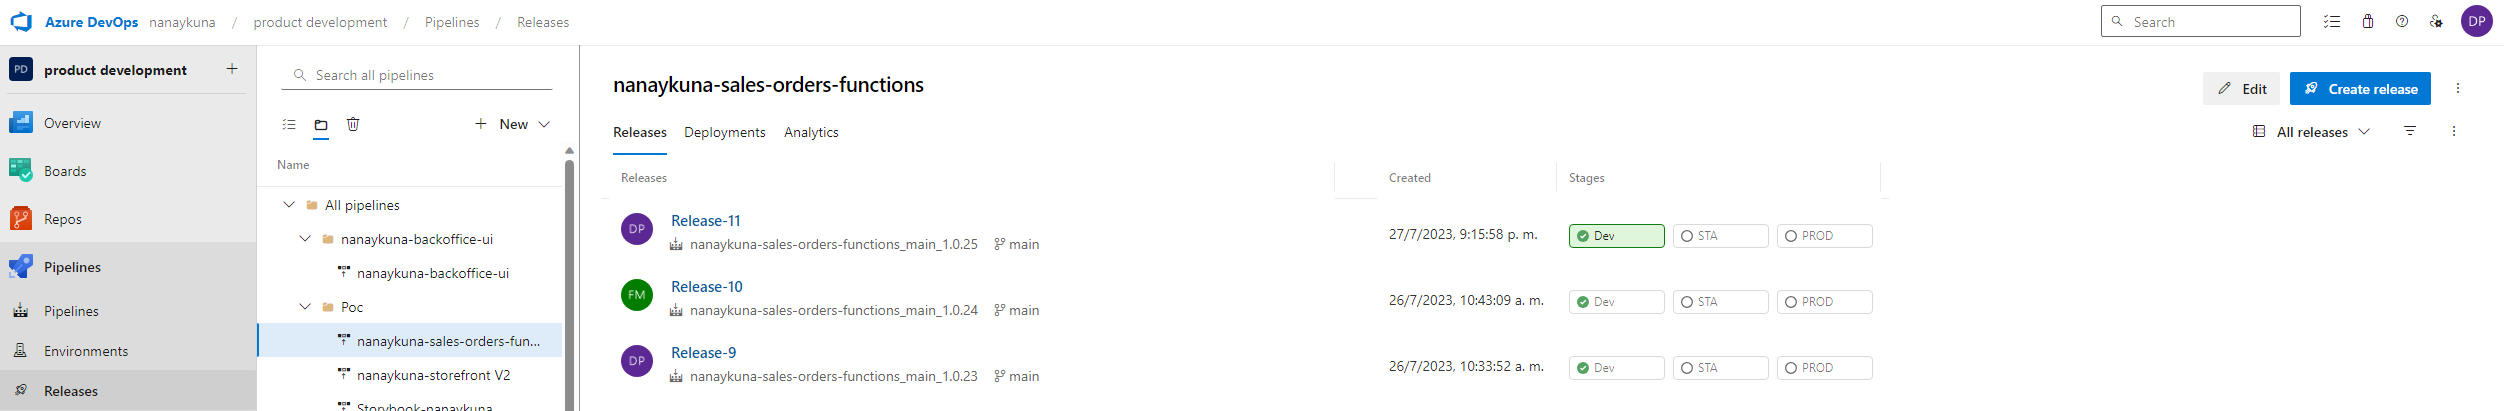 Azure DevOps nanaykuna / product development / Pipelines / Releases
Search
DP
PD product development +
Overview
Boards
Repos
Pipelines
Pipelines
Environments
Releases
Search all pipelines
+ New
Name
All pipelines
nanaykuna-backoffice-ui
nanaykuna-backoffice-ui
Poc
nanaykuna-sales-orders-fun...
nanaykuna-storefront V2
Storybook-nanaykuna
nanaykuna-sales-orders-functions
Edit
Create release
Releases Deployments Analytics
All releases
Releases Created Stages
DP Release-11
nanaykuna-sales-orders-functions_main_1.0.25 main
27/7/2023, 9:15:58 p. m. Dev STA PROD
FM Release-10
nanaykuna-sales-orders-functions_main_1.0.24 main
26/7/2023, 10:43:09 a. m. Dev STA PROD
DP Release-9
nanaykuna-sales-orders-functions_main_1.0.23 main
26/7/2023, 10:33:52 a. m. Dev STA PROD